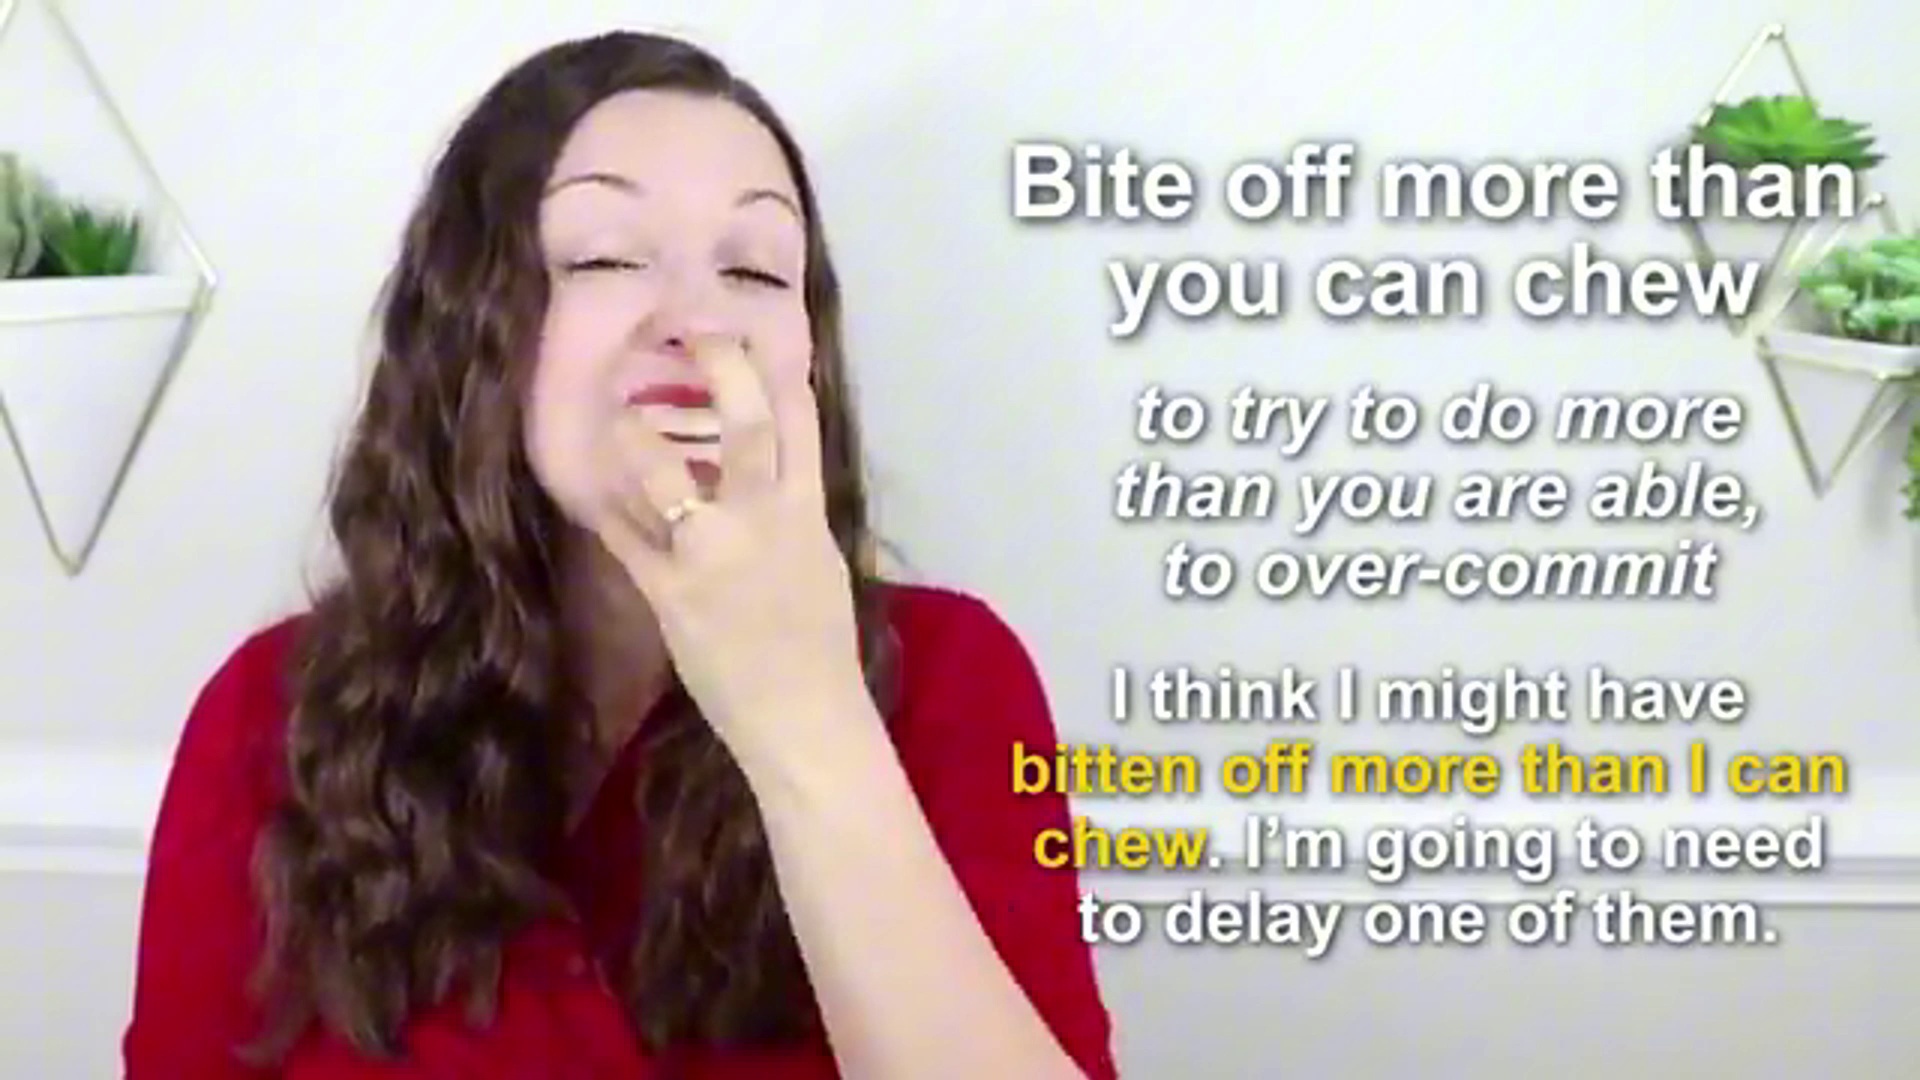 Bite off more than
you can chew
to try to do more
than you are able,
to over-commit
I think I might have
bitten off more than I can
chew. I’m going to need
to delay one of them.